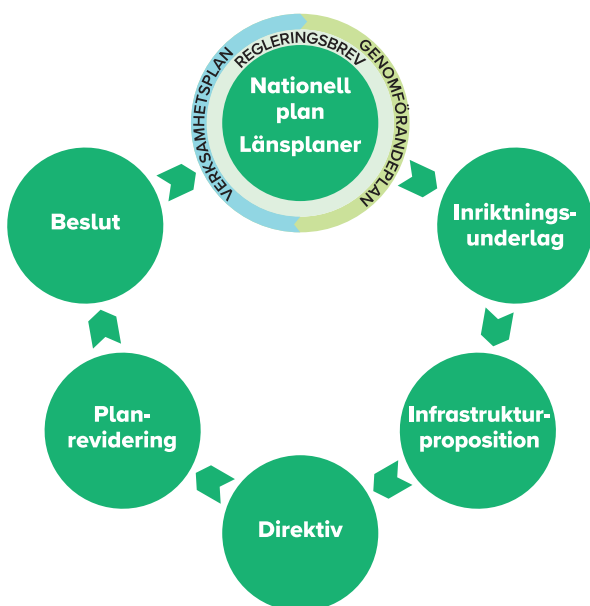 VERKSAMHETSPLAN
REGLERINGSBREV
GENOMFÖRANDEPLAN
Nationell
plan
Länsplaner
Inriktnings-
underlag
Infrastruktur-
proposition
Direktiv
Plan-
revidering
Beslut